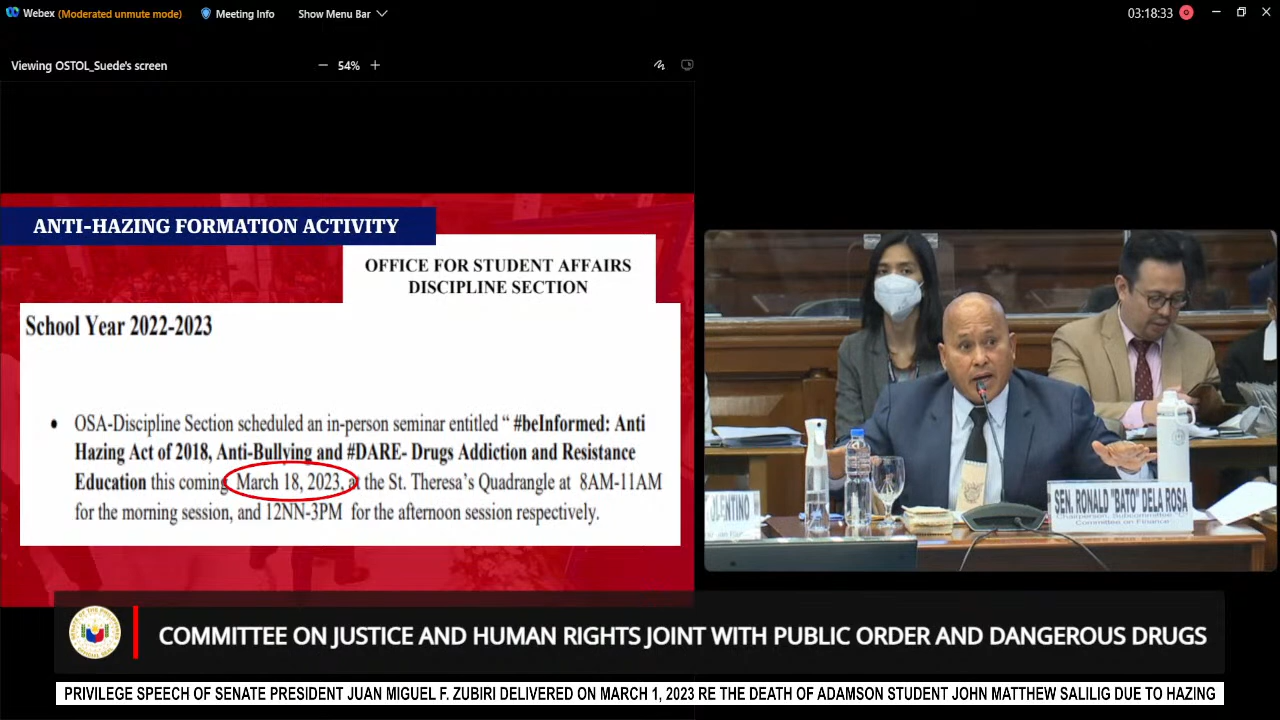 Webex (Moderated unmute mode) Meeting Info Show Menu Bar 03:18:33
Viewing OSTOL_Suede's screen 54%
ANTI-HAZING FORMATION ACTIVITY
OFFICE FOR STUDENT AFFAIRS
DISCIPLINE SECTION
School Year 2022-2023
• OSA-Discipline Section scheduled an in-person seminar entitled “ #beInformed: Anti
Hazing Act of 2018, Anti-Bullying and #DARE- Drugs Addiction and Resistance
Education this coming March 18, 2023, at the St. Theresa's Quadrangle at 8AM-11AM
for the morning session, and 12NN-3PM for the afternoon session respectively.
SEN. RONALD "BATO" DELA ROSA
Chairperson, Subcommittee
Committee on Finance
COMMITTEE ON JUSTICE AND HUMAN RIGHTS JOINT WITH PUBLIC ORDER AND DANGEROUS DRUGS
PRIVILEGE SPEECH OF SENATE PRESIDENT JUAN MIGUEL F. ZUBIRI DELIVERED ON MARCH 1, 2023 RE THE DEATH OF ADAMSON STUDENT JOHN MATTHEW SALILIG DUE TO HAZING